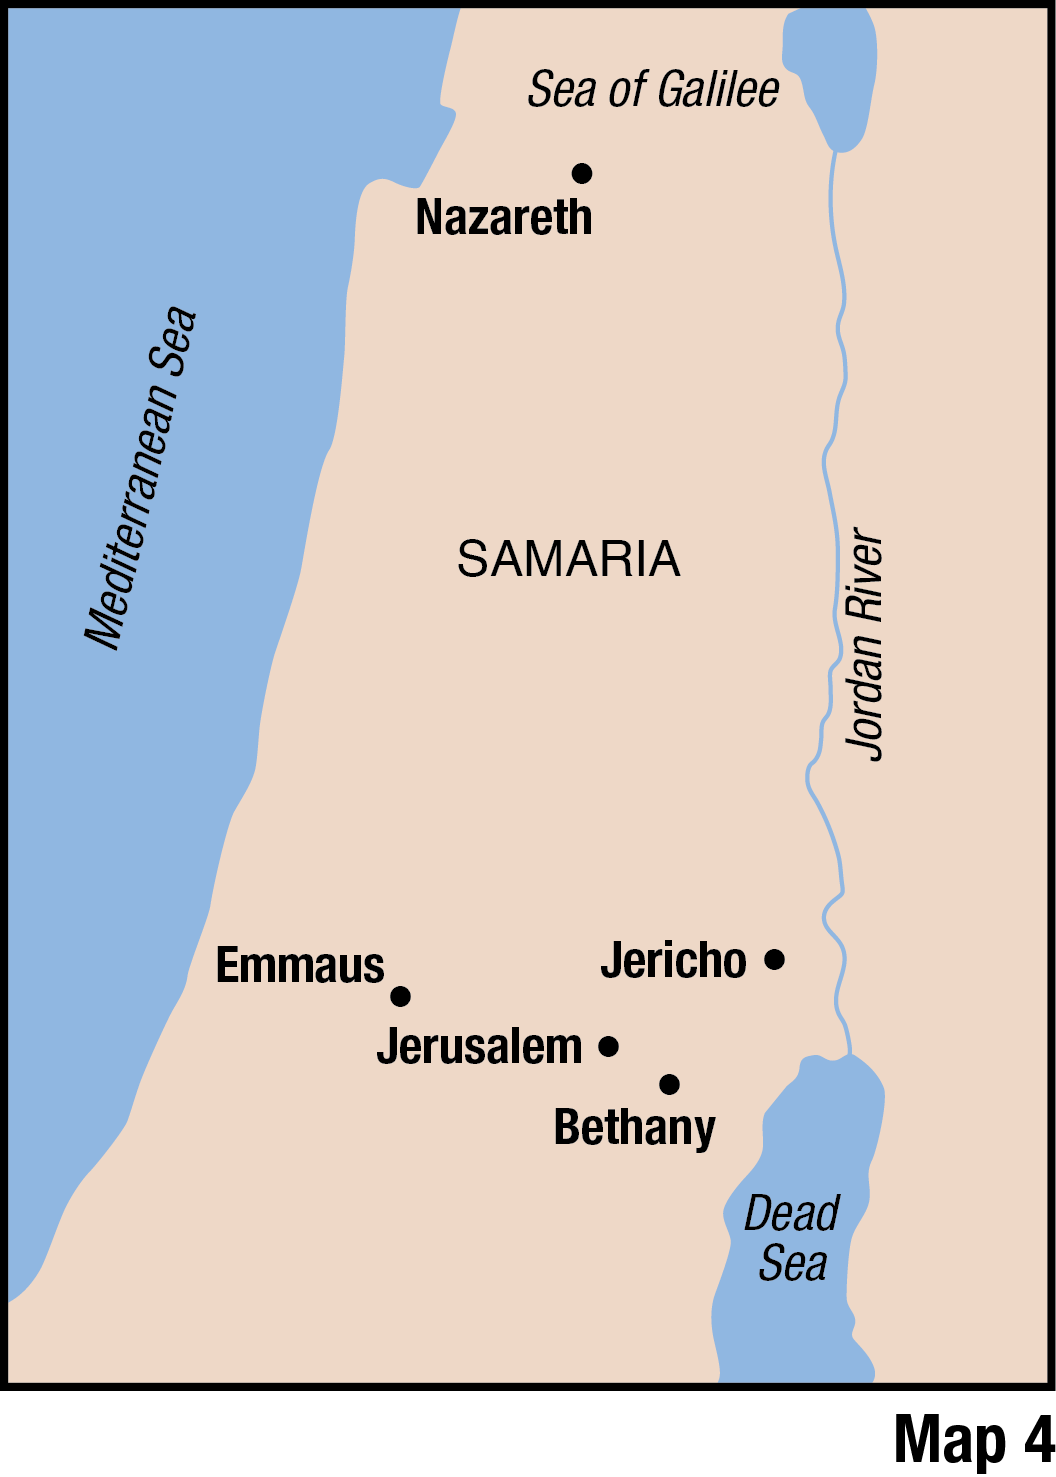 Sea of Galilee
Nazareth
Mediterranean Sea
SAMARIA
Jordan River
Emmaus
Jericho
Jerusalem
Bethany
Dead
Sea
Map 4